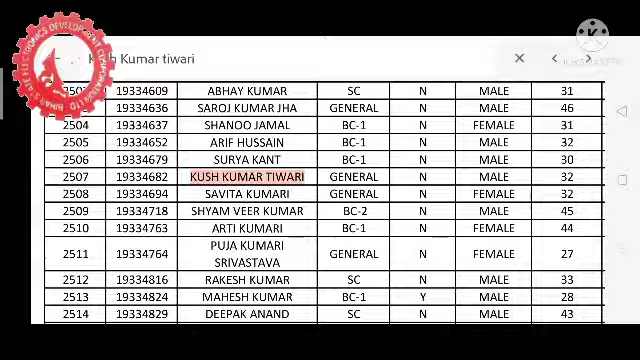 Kumar tiwari
19334609 ABHAY KUMAR SC N MALE 31
19334636 SAROJ KUMAR JHA GENERAL N MALE 46
2504 19334637 SHANOO JAMAL BC-1 N FEMALE 31
2505 19334652 ARIF HUSSAIN BC-1 N MALE 32
2506 19334679 SURYA KANT BC-1 N MALE 30
2507 19334682 KUSH KUMAR TIWARI GENERAL N MALE 32
2508 19334694 SAVITA KUMARI GENERAL N FEMALE 32
2509 19334718 SHYAM VEER KUMAR BC-2 N MALE 45
2510 19334763 ARTI KUMARI BC-1 N FEMALE 44
2511 19334764 PUJA KUMARI SRIVASTAVA GENERAL N FEMALE 27
2512 19334816 RAKESH KUMAR SC N MALE 33
2513 19334824 MAHESH KUMAR BC-1 Y MALE 28
2514 19334829 DEEPAK ANAND SC N MALE 43